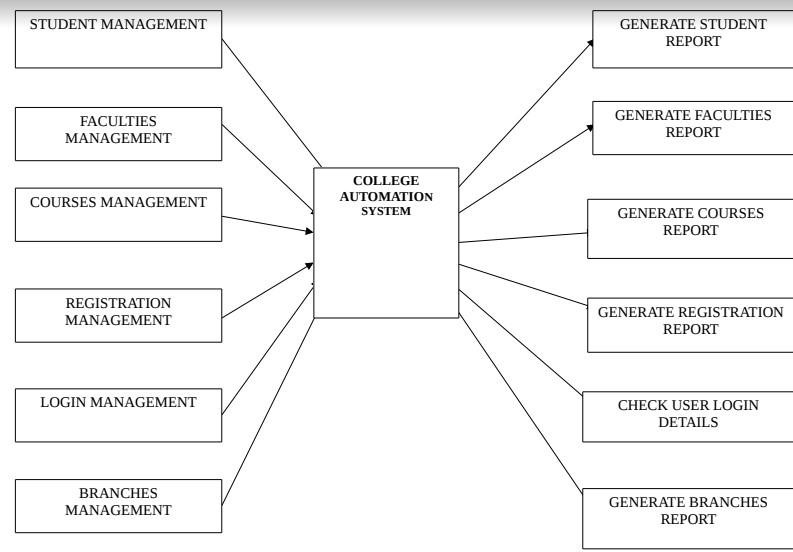 STUDENT MANAGEMENT
FACULTIES
MANAGEMENT
COURSES MANAGEMENT
REGISTRATION
MANAGEMENT
LOGIN MANAGEMENT
BRANCHES
MANAGEMENT
COLLEGE
AUTOMATION
SYSTEM
GENERATE STUDENT
REPORT
GENERATE FACULTIES
REPORT
GENERATE COURSES
REPORT
GENERATE REGISTRATION
REPORT
CHECK USER LOGIN
DETAILS
GENERATE BRANCHES
REPORT